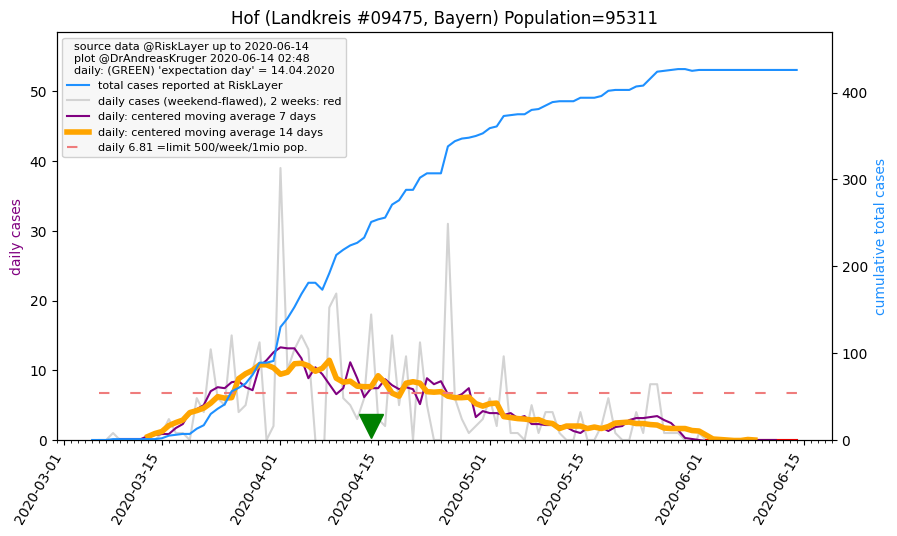 Hof (Landkreis #09475, Bayern) Population=95311
source data @RiskLayer up to 2020-06-14
plot @DrAndreasKruger 2020-06-14 02:48
daily: (GREEN) 'expectation day' = 14.04.2020
total cases reported at RiskLayer
daily cases (weekend-flawed), 2 weeks: red
daily: centered moving average 7 days
daily: centered moving average 14 days
daily 6.81 =limit 500/week/1mio pop.
daily cases
50
40
30
20
10
0
cumulative total cases
400
300
200
100
0
2020-03-01
2020-03-15
2020-04-01
2020-04-15
2020-05-01
2020-05-15
2020-06-01
2020-06-15